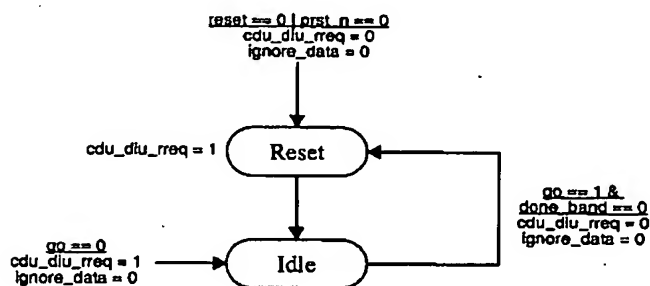 reset == 0 | prst_n == 0
cdu_diu_rreq = 0
ignore_data = 0
cdu_diu_rreq = 1
Reset
go == 1 &
done_band == 0
cdu_diu_rreq = 0
ignore_data = 0
go == 0
cdu_diu_rreq = 1
ignore_data = 0
Idle